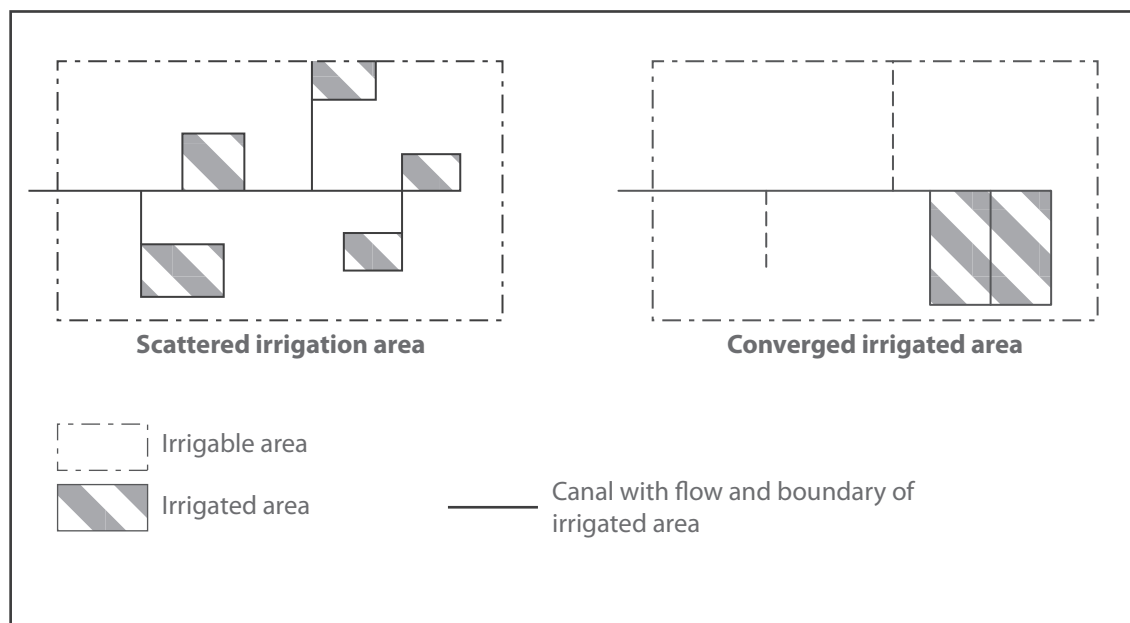 Scattered irrigation area
Converged irrigated area
Irrigable area
Irrigated area
Canal with flow and boundary of
irrigated area